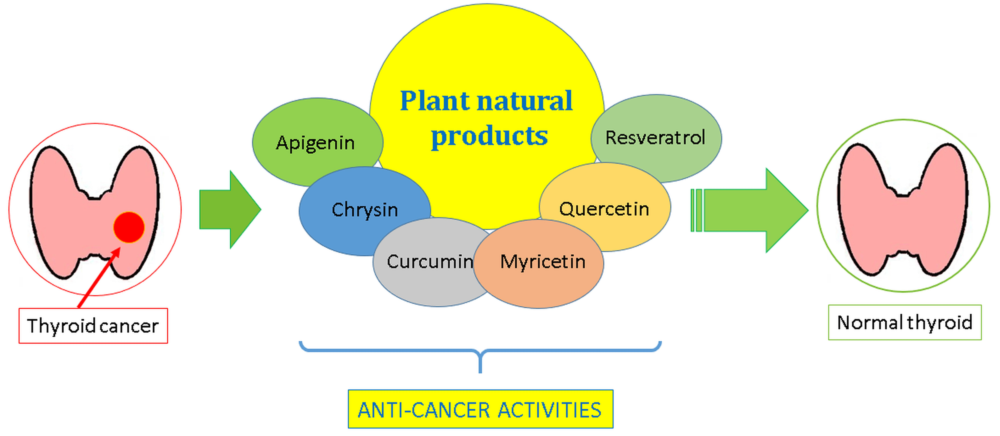 Plant natural
products
Apigenin
Resveratrol
Chrysin
Quercetin
Curcumin
Myricetin
Thyroid cancer
Normal thyroid
ANTI-CANCER ACTIVITIES